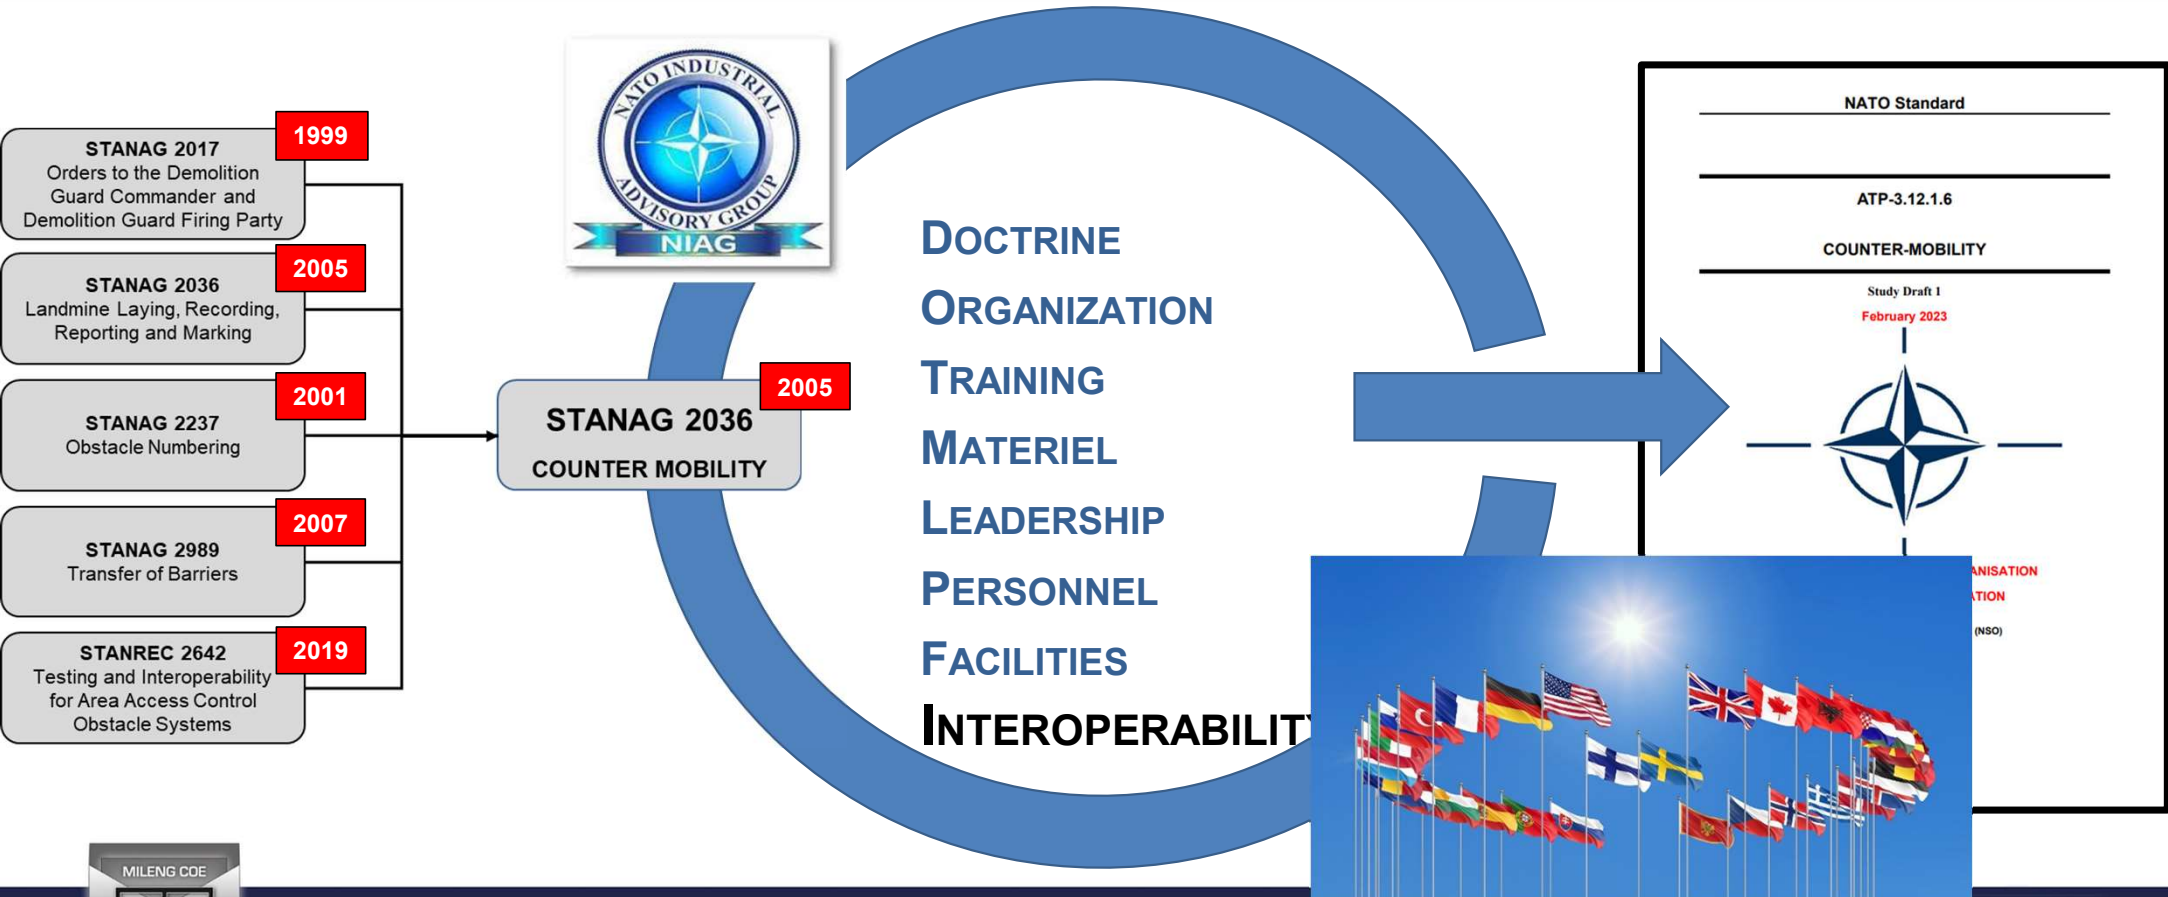 1999
STANAG 2017
Orders to the Demolition
Guard Commander and
Demolition Guard Firing Party
2005
STANAG 2036
Landmine Laying, Recording,
Reporting and Marking
2001
STANAG 2237
Obstacle Numbering
2007
STANAG 2989
Transfer of Barriers
2019
STANREC 2642
Testing and Interoperability
for Area Access Control
Obstacle Systems
NATO INDUSTRIAL
ADVISORY GROUP
NIAG
2005
STANAG 2036
COUNTER MOBILITY
DOCTRINE
ORGANIZATION
TRAINING
MATERIEL
LEADERSHIP
PERSONNEL
FACILITIES
INTEROPERABILITY
NATO Standard
ATP-3.12.1.6
COUNTER-MOBILITY
Study Draft 1
February 2023
ANISATION
ATION
(NSO)
MILENG COE